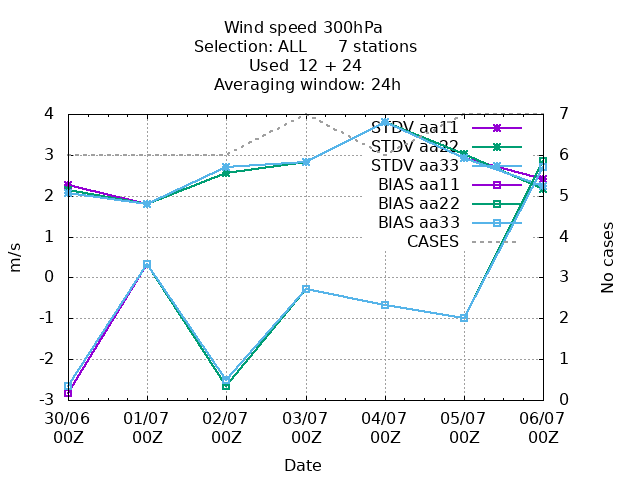 Wind speed 300hPa
Selection: ALL 7 stations
Used 12 + 24
Averaging window: 24h
4 7
STDV aa11
STDV aa22
3 6
STDV aa33
BIAS aa11
2 5
BIAS aa22
BIAS aa33
1 4
CASES
m/s
No cases
0 3
-1 2
-2 1
-3 0
30/06 01/07 02/07 03/07 04/07 05/07 06/07
00Z 00Z 00Z 00Z 00Z 00Z 00Z
Date